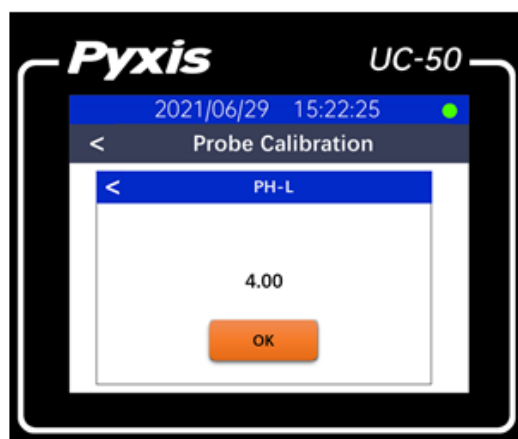 Pyxis UC-50
2021/06/29 15:22:25
< Probe Calibration
< PH-L
4.00
OK